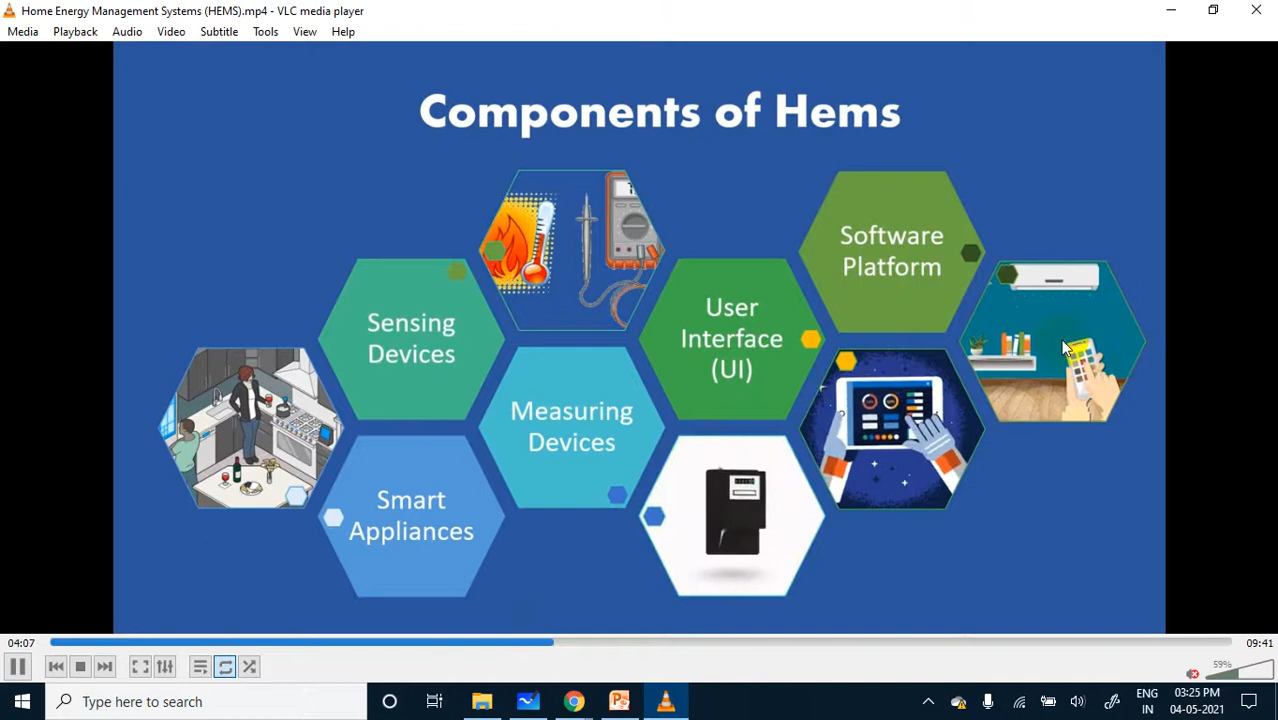 Home Energy Management Systems (HEMS).mp4 - VLC media player
Media Playback Audio Video Subtitle Tools View Help
Components of Hems
Software
Platform
User
Interface
(UI)
Sensing
Devices
Measuring
Devices
Smart
Appliances
04:07
09:41
59%
Type here to search
ENG
IN
03:25 PM
04-05-2021